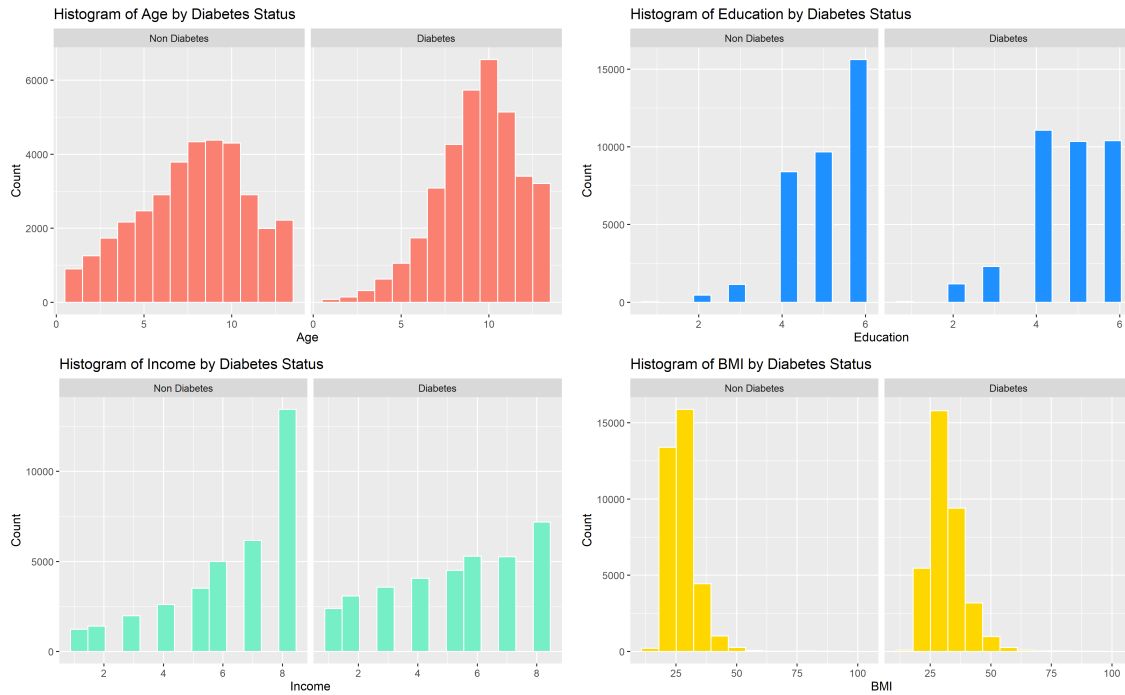 Histogram of Age by Diabetes Status
Non Diabetes Diabetes
6000
4000
2000
0
Count
0 5 10 0 5 10
Age
Histogram of Education by Diabetes Status
Non Diabetes Diabetes
15000
10000
5000
0
Count
2 4 6 2 4 6
Education
Histogram of Income by Diabetes Status
Non Diabetes Diabetes
10000
5000
0
Count
2 4 6 8 2 4 6 8
Income
Histogram of BMI by Diabetes Status
Non Diabetes Diabetes
15000
10000
5000
0
Count
25 50 75 100 25 50 75 100
BMI